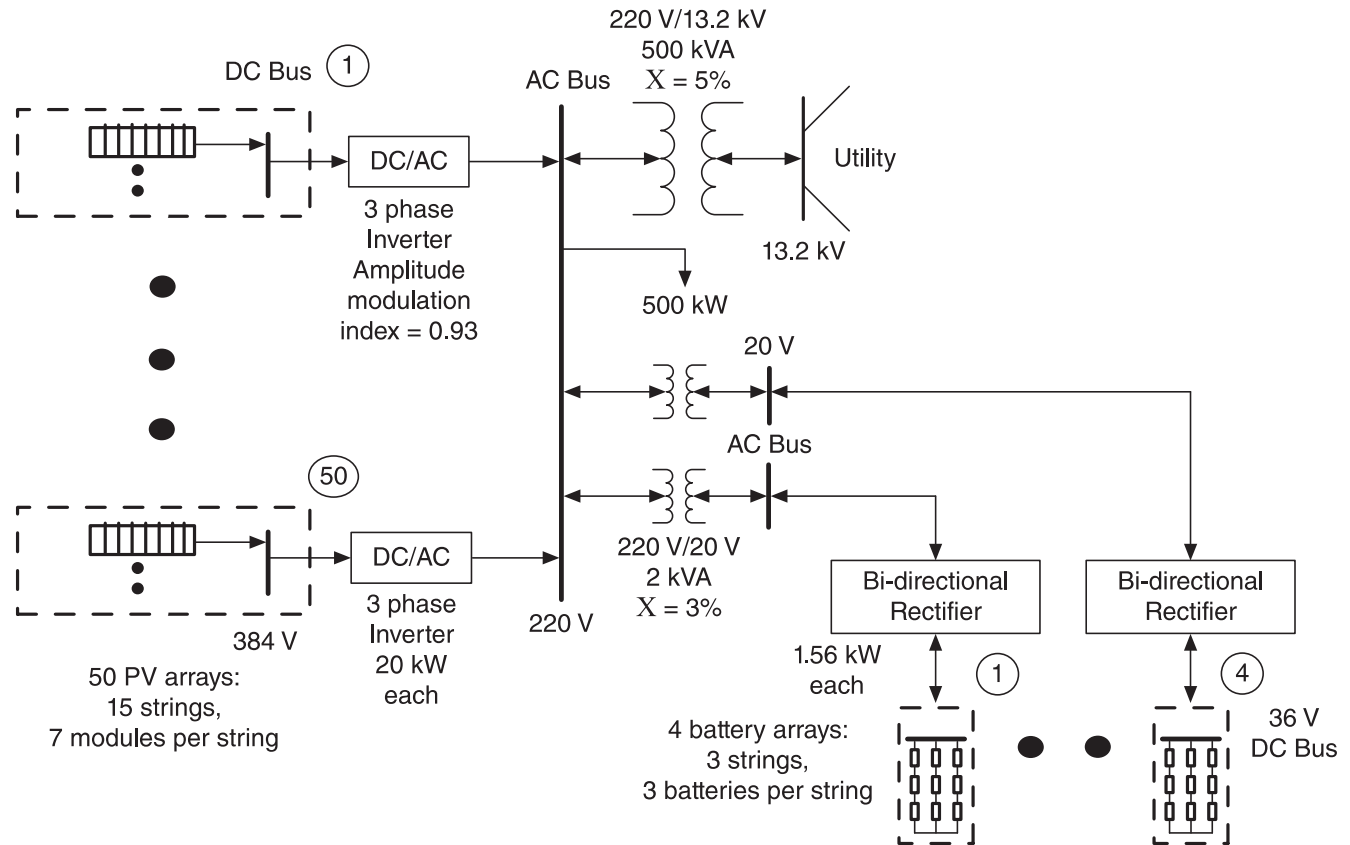 220 V/13.2 kV
500 kVA
X = 5%
DC Bus
1
AC Bus
DC/AC
Utility
3 phase
Inverter
Amplitude
modulation
index = 0.93
13.2 kV
500 kW
20 V
AC Bus
50
DC/AC
220 V/20 V
2 kVA
X = 3%
384 V
3 phase
Inverter
20 kW
each
220 V
50 PV arrays:
15 strings,
7 modules per string
Bi-directional
Rectifier
Bi-directional
Rectifier
1.56 kW
each
1
4
4 battery arrays:
3 strings,
3 batteries per string
36 V
DC Bus